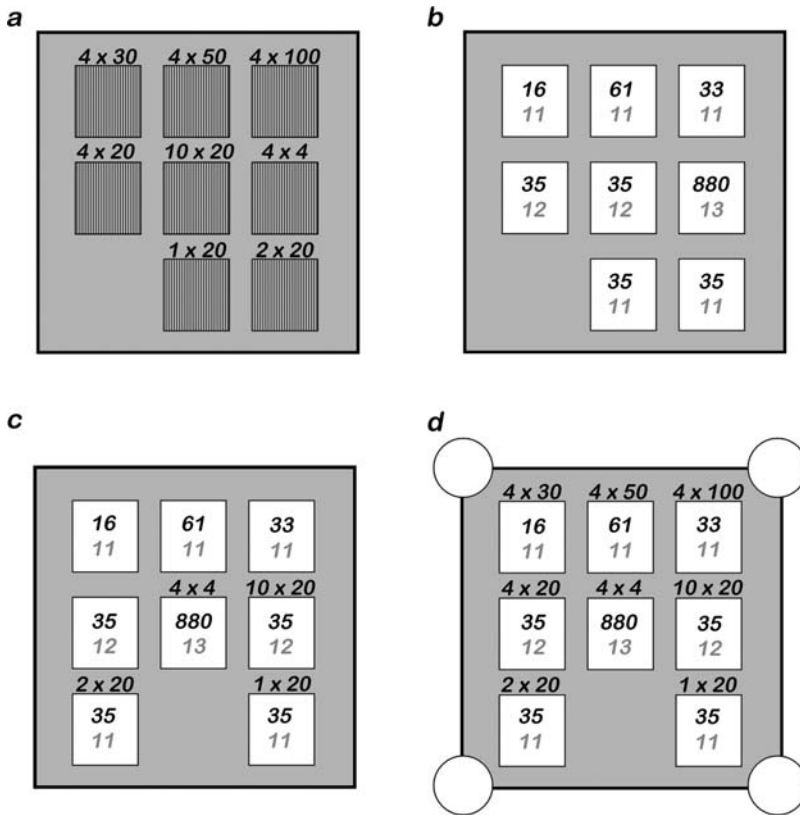 a
4 x 30 4 x 50 4 x 100
4 x 20 10 x 20 4 x 4
1 x 20 2 x 20
b
16 61 33
11 11 11
35 35 880
12 12 13
35 35
11 11
c
16 61 33
11 11 11
4 x 4 10 x 20
35 880 35
12 13 12
2 x 20 1 x 20
35 35
11 11
d
4 x 30 4 x 50 4 x 100
16 61 33
11 11 11
4 x 20 4 x 4 10 x 20
35 880 35
12 13 12
2 x 20 1 x 20
35 35
11 11